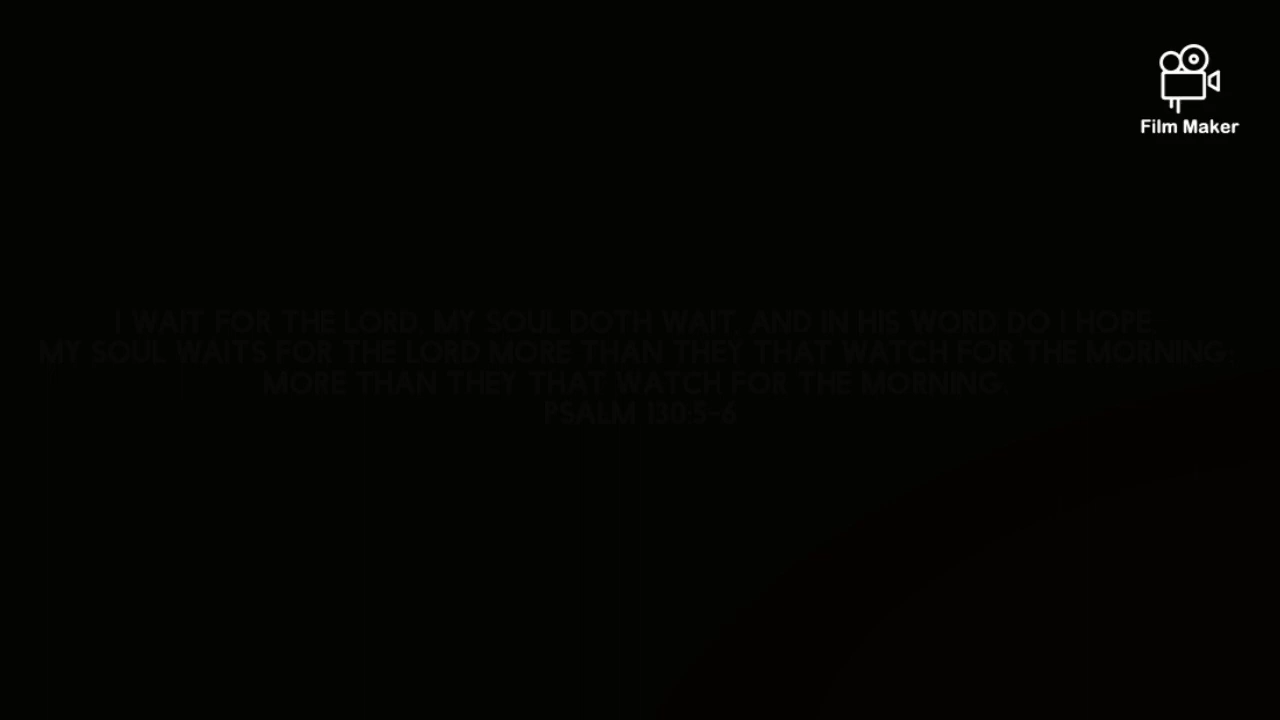 Film Maker
I WAIT FOR THE LORD, MY SOUL DOTH WAIT, AND IN HIS WORD DO I HOPE.
MY SOUL WAITS FOR THE LORD MORE THAN THEY THAT WATCH FOR THE MORNING:
MORE THAN THEY THAT WATCH FOR THE MORNING.
PSALM 130:5-6